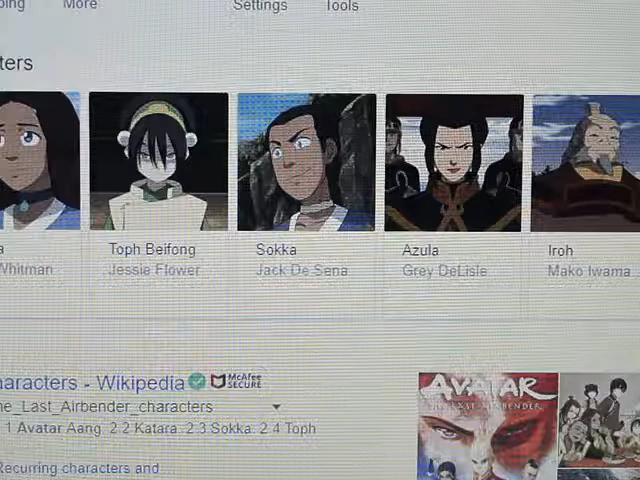 ping More Settings Tools
ters
a Toph Beifong Sokka Azula Iroh
Whitman Jessie Flower Jack De Sena Grey DeLisle Mako Iwama
haracters - Wikipedia McAfee SECURE
he_Last_Airbender_characters
1 Avatar Aang. 2.2 Katara. 2.3 Sokka. 2.4 Toph
Recurring characters and...
AVATAR
THE LAST AIRBENDER